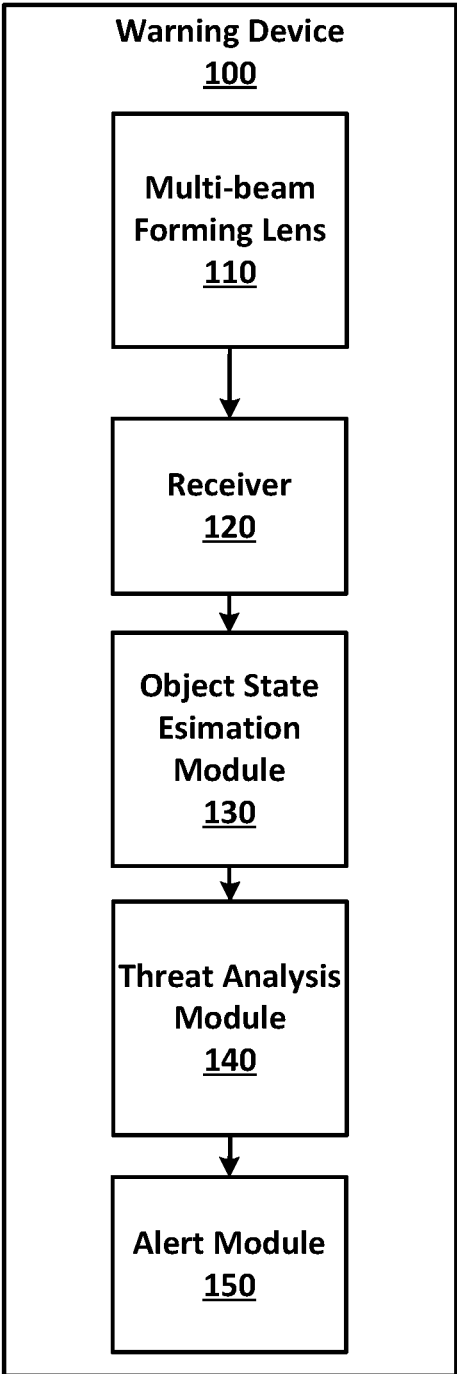 Warning Device
100
Multi-beam
Forming Lens
110
Receiver
120
Object State
Esimation
Module
130
Threat Analysis
Module
140
Alert Module
150